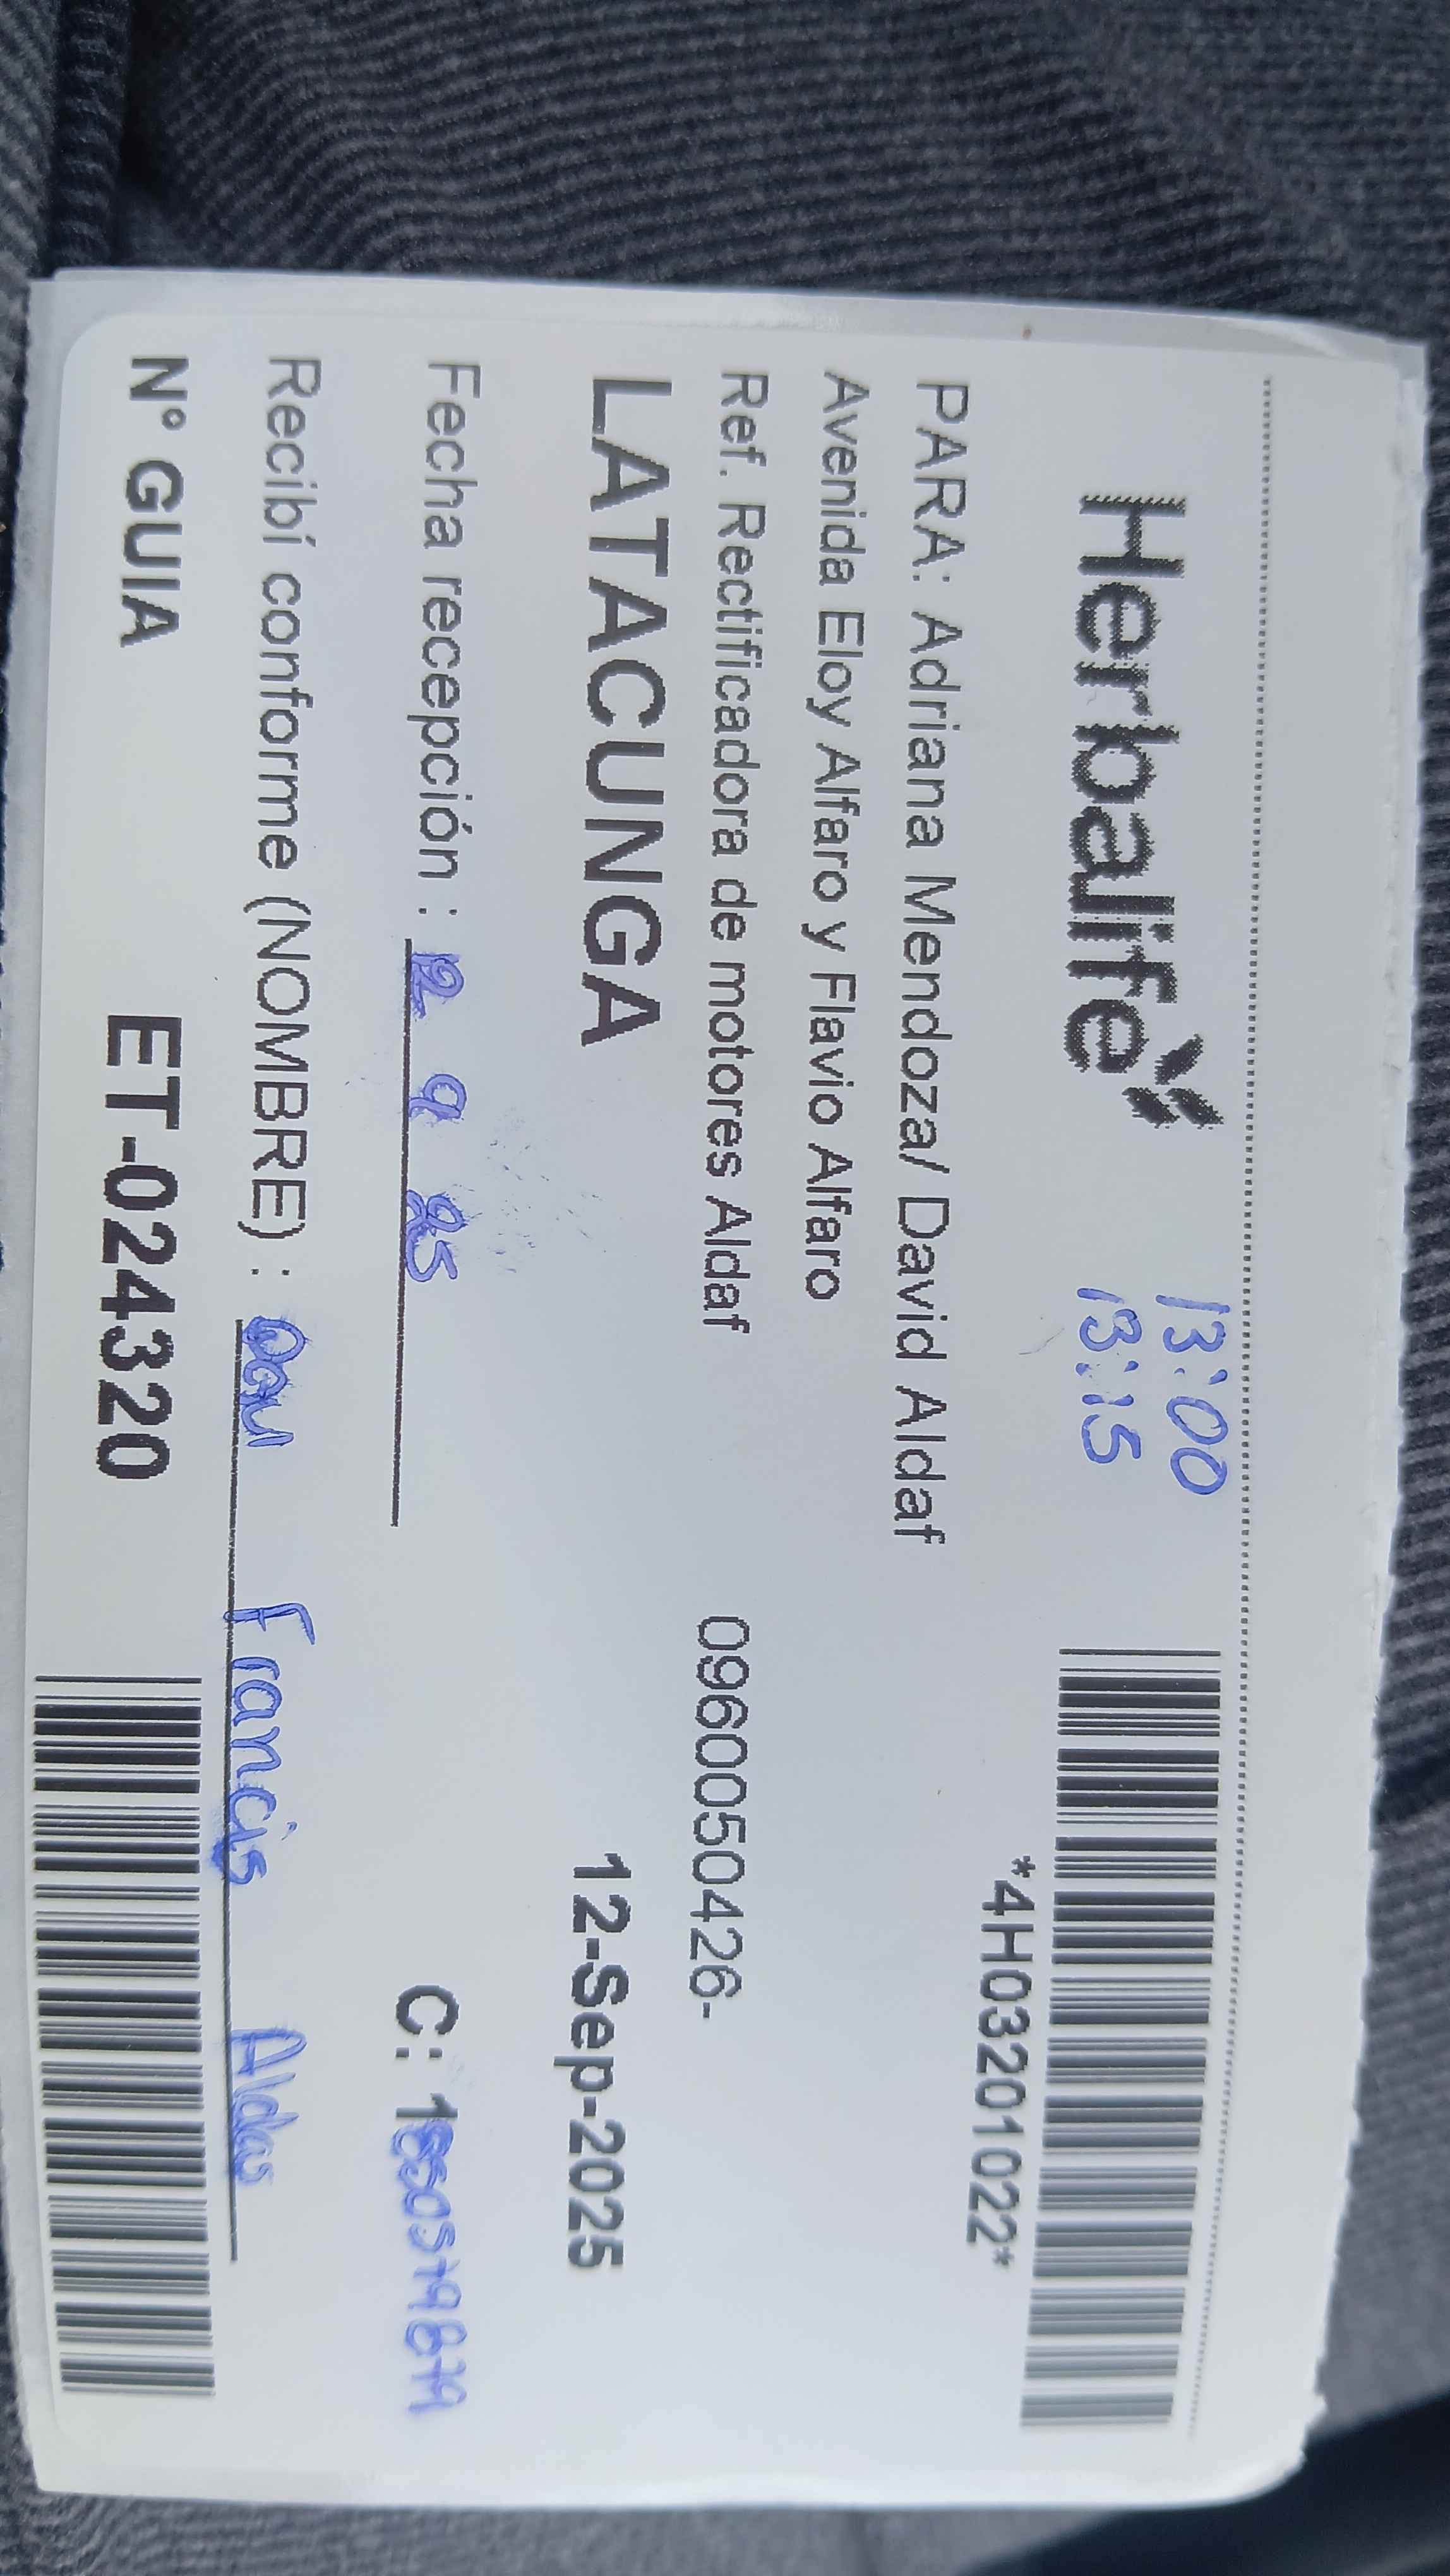 Herbalife
13:00
13:15
*4H03201022*
PARA: Adriana Mendoza/ David Aldaf
Avenida Eloy Alfaro y Flavio Alfaro
Ref. Rectificadora de motores Aldaf 0960050426-
LATACUNGA 12-Sep-2025
Fecha recepción : 12 9 25 C:
Recibí conforme (NOMBRE) : Francis
N° GUIA ET-024320